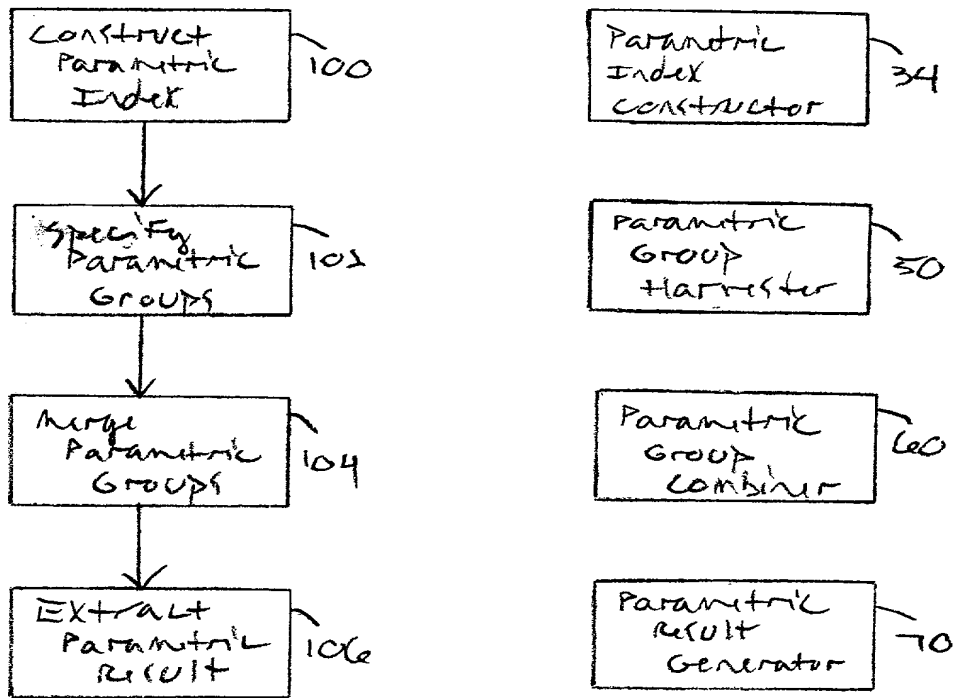 Construct
Parametric
Index
100
Parametric
Index
Constructor
34
Specify
Parametric
Groups
102
Parametric
Group
Harvester
50
Merge
Parametric
Groups
104
Parametric
Group
Combiner
60
Extract
Parametric
Result
106
Parametric
Result
Generator
70